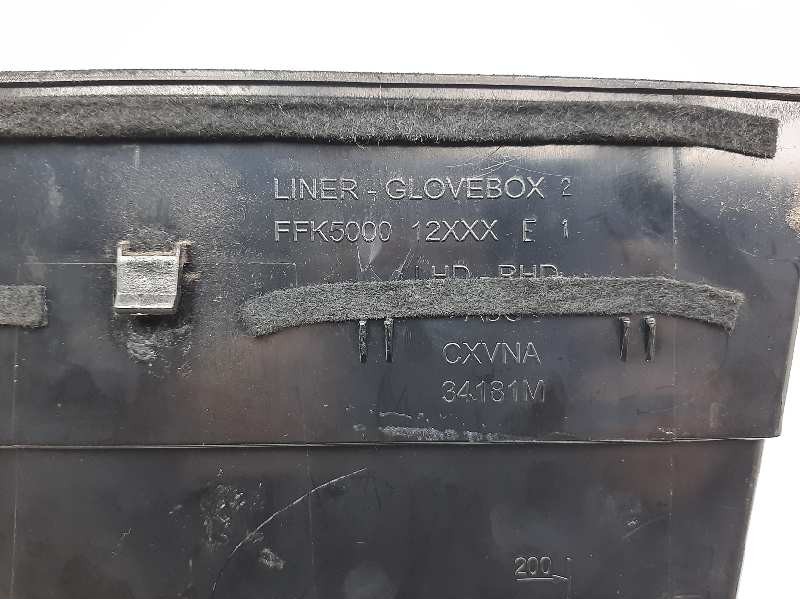 LINER - GLOVEBOX 2
FFK5000 12XXX E 1
LHD - RHD
CXVNA
34181M
200